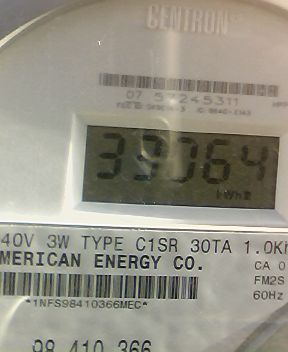 CENTRON
07 57245311
39064
kWh
40V 3W TYPE C1SR 30TA 1.0Kh
MERICAN ENERGY CO.
CA 0
FM2S
60Hz
*1NFS98410366MEC*
98 410 366